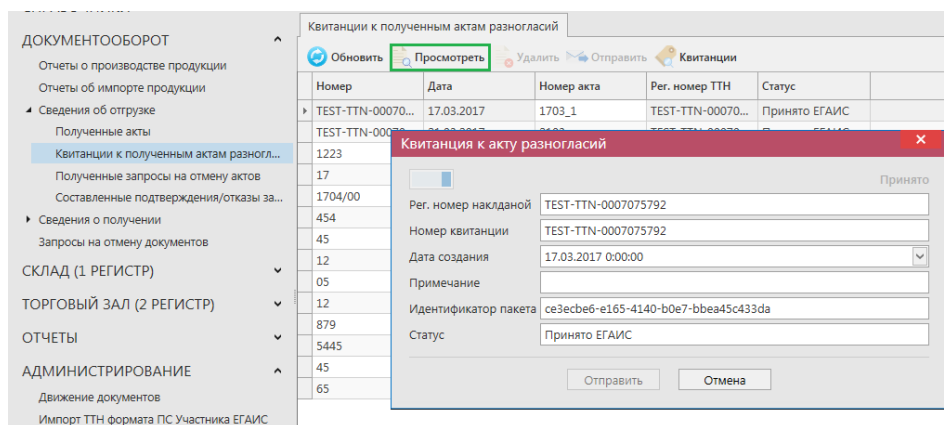 ДОКУМЕНТООБОРОТ
Отчеты о производстве продукции
Отчеты об импорте продукции
Сведения об отгрузке
Полученные акты
Квитанции к полученным актам разногл...
Полученные запросы на отмену актов
Составленные подтверждения/отказы за...
Сведения о получении
Запросы на отмену документов
СКЛАД (1 РЕГИСТР)
ТОРГОВЫЙ ЗАЛ (2 РЕГИСТР)
ОТЧЕТЫ
АДМИНИСТРИРОВАНИЕ
Движение документов
Импорт ТТН формата ПС Участника ЕГАИС
Квитанции к полученным актам разногласий
Обновить Просмотреть Удалить Отправить Квитанции
Номер Дата Номер акта Рег. номер ТТН Статус
TEST-TTN-00070... 17.03.2017 1703_1 TEST-TTN-00070... Принято ЕГАИС
1223
17
1704/00
454
45
12
05
12
879
5445
45
65
Квитанция к акту разногласий
Принято
Рег. номер накладной TEST-TTN-0007075792
Номер квитанции TEST-TTN-0007075792
Дата создания 17.03.2017 0:00:00
Примечание
Идентификатор пакета ce3ecbe6-e165-4140-b0e7-bbea45c433da
Статус Принято ЕГАИС
Отправить Отмена